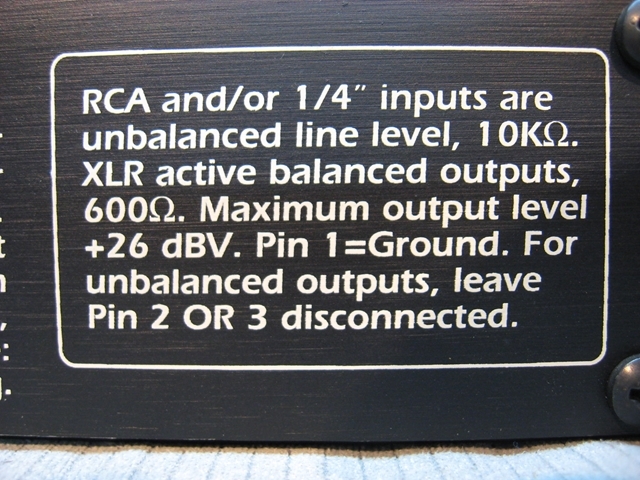 RCA and/or 1/4″ inputs are
unbalanced line level, 10KΩ.
XLR active balanced outputs,
600Ω. Maximum output level
+26 dBV. Pin 1=Ground. For
unbalanced outputs, leave
Pin 2 OR 3 disconnected.